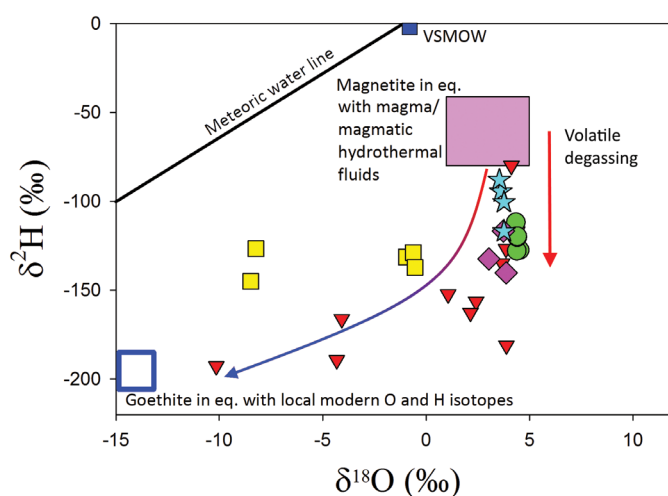 0
VSMOW
Meteoric water line
Magnetite in eq.
with magma/
magmatic
hydrothermal
fluids
Volatile
degassing
-50
-100
-150
-200
δ²H (‰)
Goethite in eq. with local modern O and H isotopes
-15
-10
-5
0
5
10
δ¹⁸O (‰)